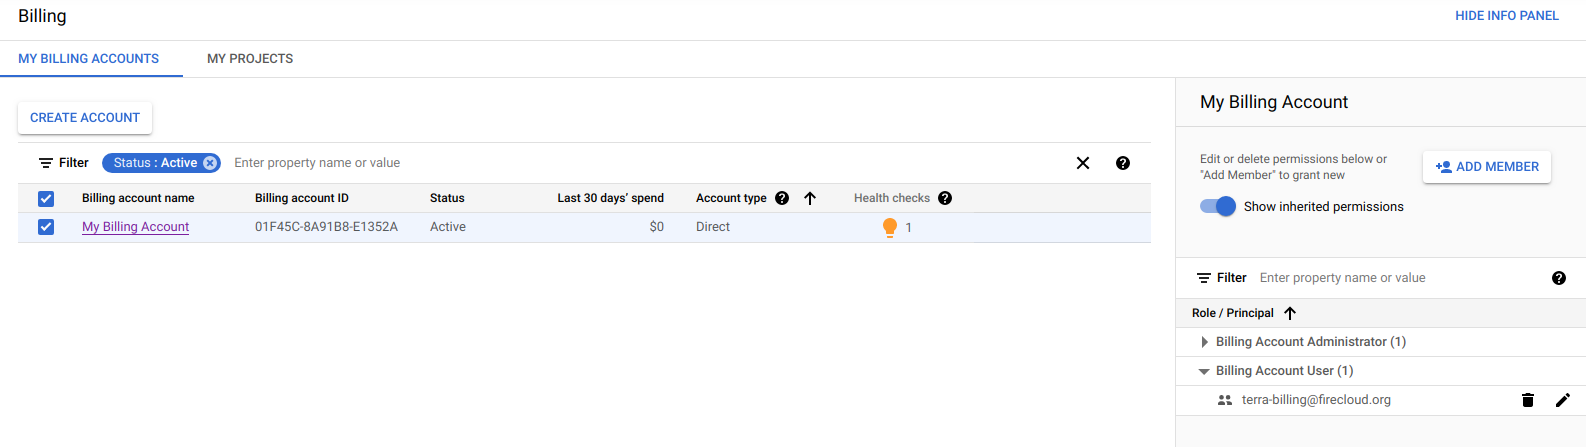 Billing
HIDE INFO PANEL
MY BILLING ACCOUNTS
MY PROJECTS
CREATE ACCOUNT
Filter
Status : Active
Enter property name or value
Billing account name
Billing account ID
Status
Last 30 days’ spend
Account type
Health checks
My Billing Account
01F45C-8A91B8-E1352A
Active
$0
Direct
1
My Billing Account
Edit or delete permissions below or
"Add Member" to grant new
ADD MEMBER
Show inherited permissions
Filter
Enter property name or value
Role / Principal
Billing Account Administrator (1)
Billing Account User (1)
terra-billing@firecloud.org